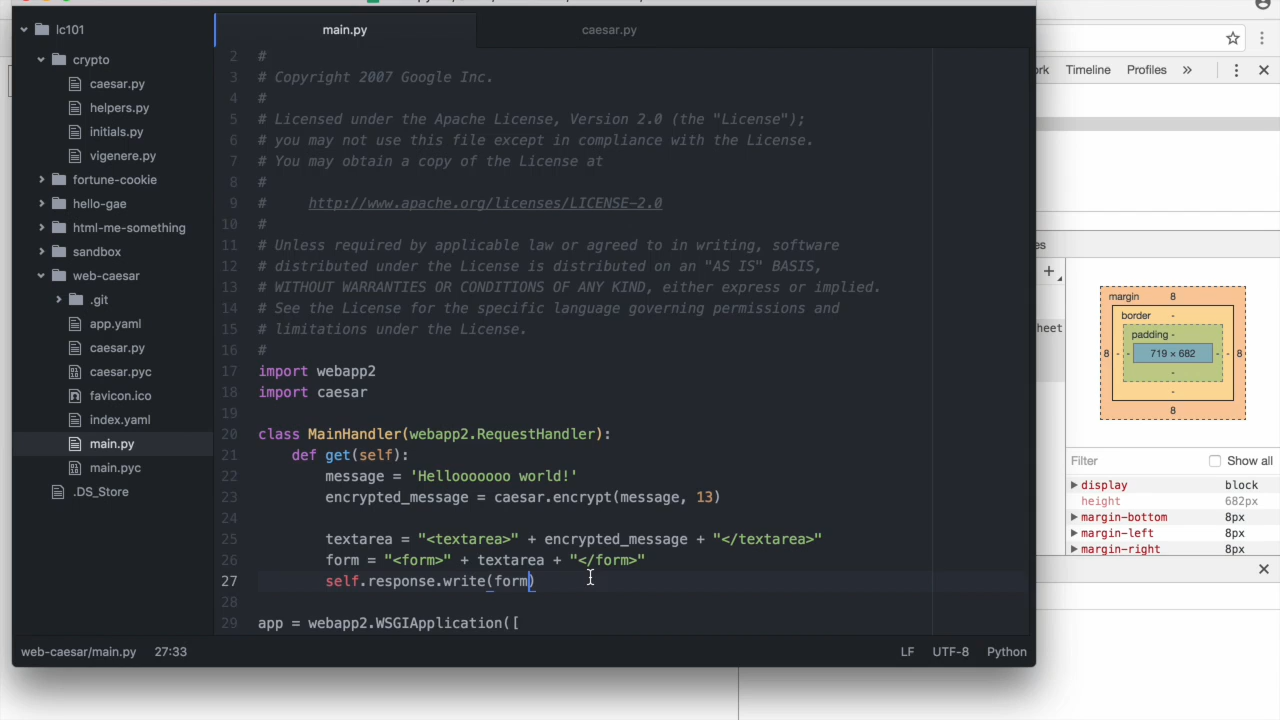 lc101
crypto
caesar.py
helpers.py
initials.py
vigenere.py
fortune-cookie
hello-gae
html-me-something
sandbox
web-caesar
.git
app.yaml
caesar.py
caesar.pyc
favicon.ico
index.yaml
main.py
main.pyc
.DS_Store
main.py
caesar.py
2 #
3 # Copyright 2007 Google Inc.
4 #
5 # Licensed under the Apache License, Version 2.0 (the "License");
6 # you may not use this file except in compliance with the License.
7 # You may obtain a copy of the License at
8 #
9 # http://www.apache.org/licenses/LICENSE-2.0
10 #
11 # Unless required by applicable law or agreed to in writing, software
12 # distributed under the License is distributed on an "AS IS" BASIS,
13 # WITHOUT WARRANTIES OR CONDITIONS OF ANY KIND, either express or implied.
14 # See the License for the specific language governing permissions and
15 # limitations under the License.
16 #
17 import webapp2
18 import caesar
19
20 class MainHandler(webapp2.RequestHandler):
21 def get(self):
22 message = 'Hellooooooo world!'
23 encrypted_message = caesar.encrypt(message, 13)
24
25 textarea = "<textarea>" + encrypted_message + "</textarea>"
26 form = "<form>" + textarea + "</form>"
27 self.response.write(form)
28
29 app = webapp2.WSGIApplication([
web-caesar/main.py 27:33
LF UTF-8 Python
Timeline Profiles »
margin 8
border -
padding -
8 - - 719 × 682 - - 8
-
-
8
Filter Show all
display block
height 682px
margin-bottom 8px
margin-left 8px
margin-right 8px